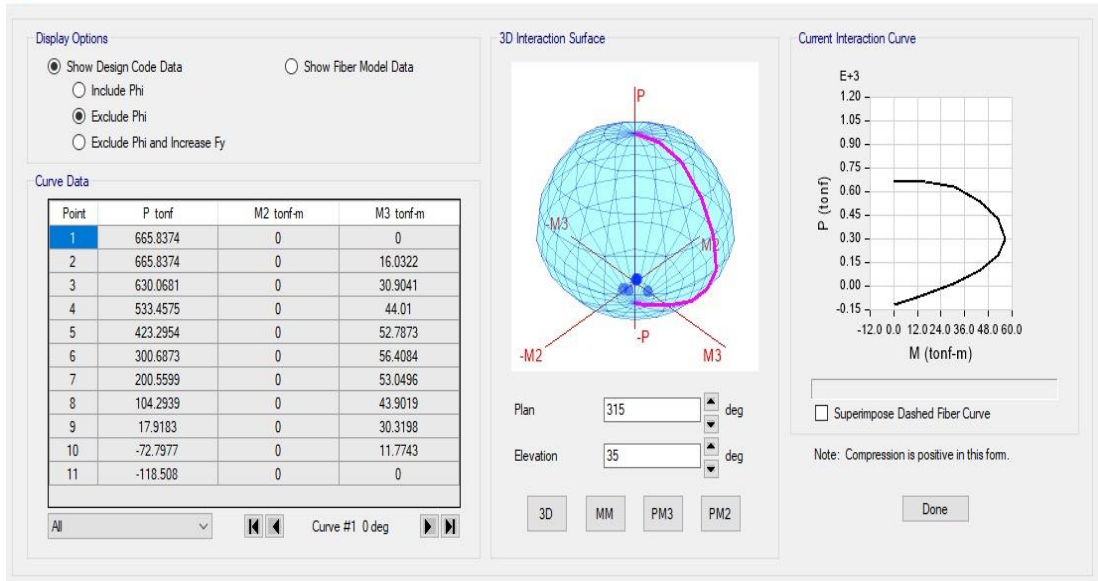 Display Options
Show Design Code Data
Show Fiber Model Data
Include Phi
Exclude Phi
Exclude Phi and Increase Fy
Curve Data
Point P tonf M2 tonf-m M3 tonf-m
1 665.8374 0 0
2 665.8374 0 16.0322
3 630.0681 0 30.9041
4 533.4575 0 44.01
5 423.2954 0 52.7873
6 300.6873 0 56.4084
7 200.5599 0 53.0496
8 104.2939 0 43.9019
9 17.9183 0 30.3198
10 -72.7977 0 11.7743
11 -118.508 0 0
All
Curve #1 0 deg
3D Interaction Surface
P
-M3
M2
-P
-M2
M3
Plan 315 deg
Elevation 35 deg
3D MM PM3 PM2
Current Interaction Curve
E+3
1.20
1.05
0.90
0.75
0.60
0.45
0.30
0.15
0.00
-0.15
P (tonf)
-12.0 0.0 12.0 24.0 36.0 48.0 60.0
M (tonf-m)
Superimpose Dashed Fiber Curve
Note: Compression is positive in this form.
Done